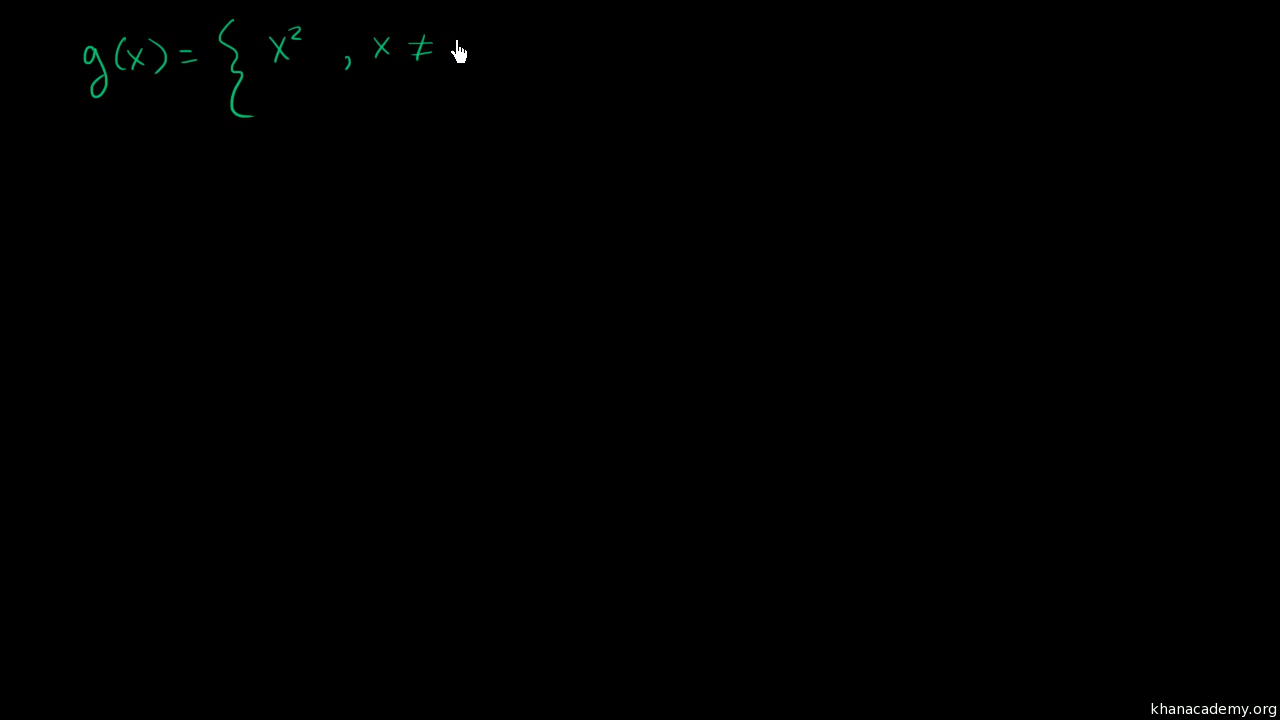 g(x) = { x² , x ≠
khanacademy.org